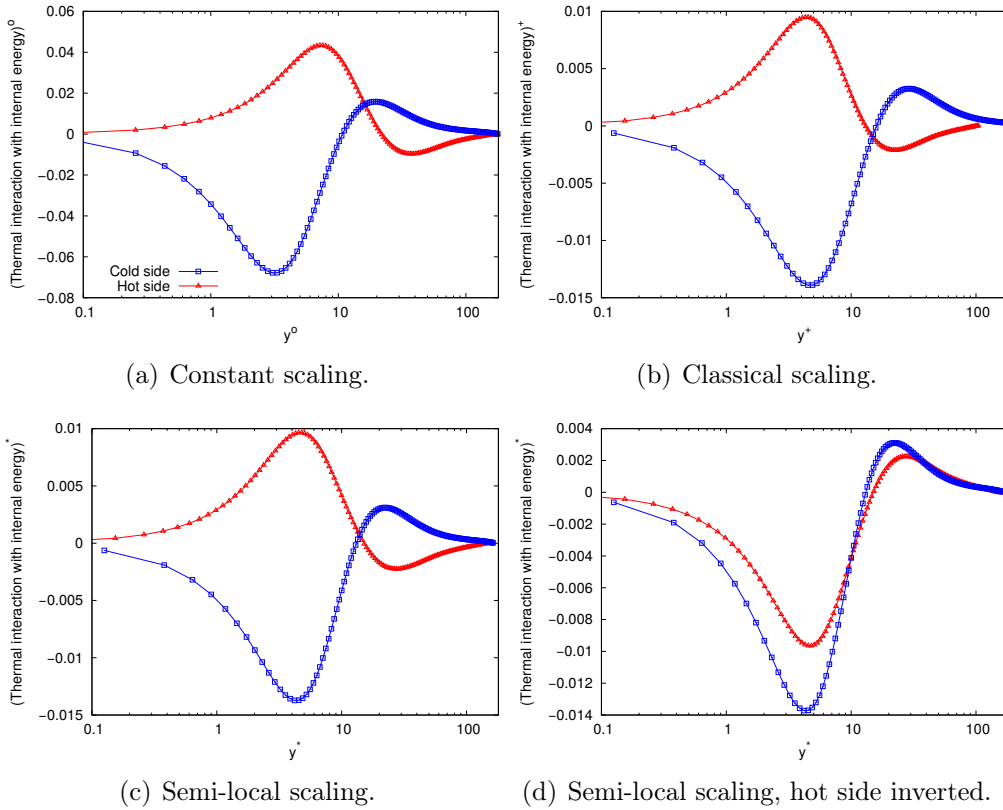 (Thermal interaction with internal energy)º
0.06
0.04
0.02
0
−0.02
−0.04
−0.06
−0.08
Cold side
Hot side
0.1 1 10 100
yº
(a) Constant scaling.
(Thermal interaction with internal energy)⁺
0.01
0.005
0
−0.005
−0.01
−0.015
0.1 1 10 100
y⁺
(b) Classical scaling.
(Thermal interaction with internal energy)*
0.01
0.005
0
−0.005
−0.01
−0.015
0.1 1 10 100
y*
(c) Semi-local scaling.
(Thermal interaction with internal energy)*
0.004
0.002
0
−0.002
−0.004
−0.006
−0.008
−0.01
−0.012
−0.014
0.1 1 10 100
y*
(d) Semi-local scaling, hot side inverted.